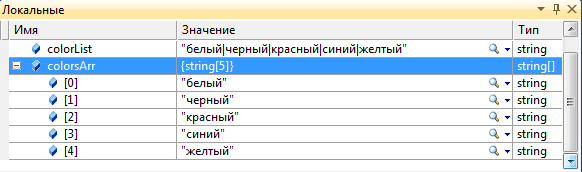 Локальные
Имя Значение Тип
colorList "белый|черный|красный|синий|желтый" string
colorsArr {string[5]} string[]
[0] "белый" string
[1] "черный" string
[2] "красный" string
[3] "синий" string
[4] "желтый" string